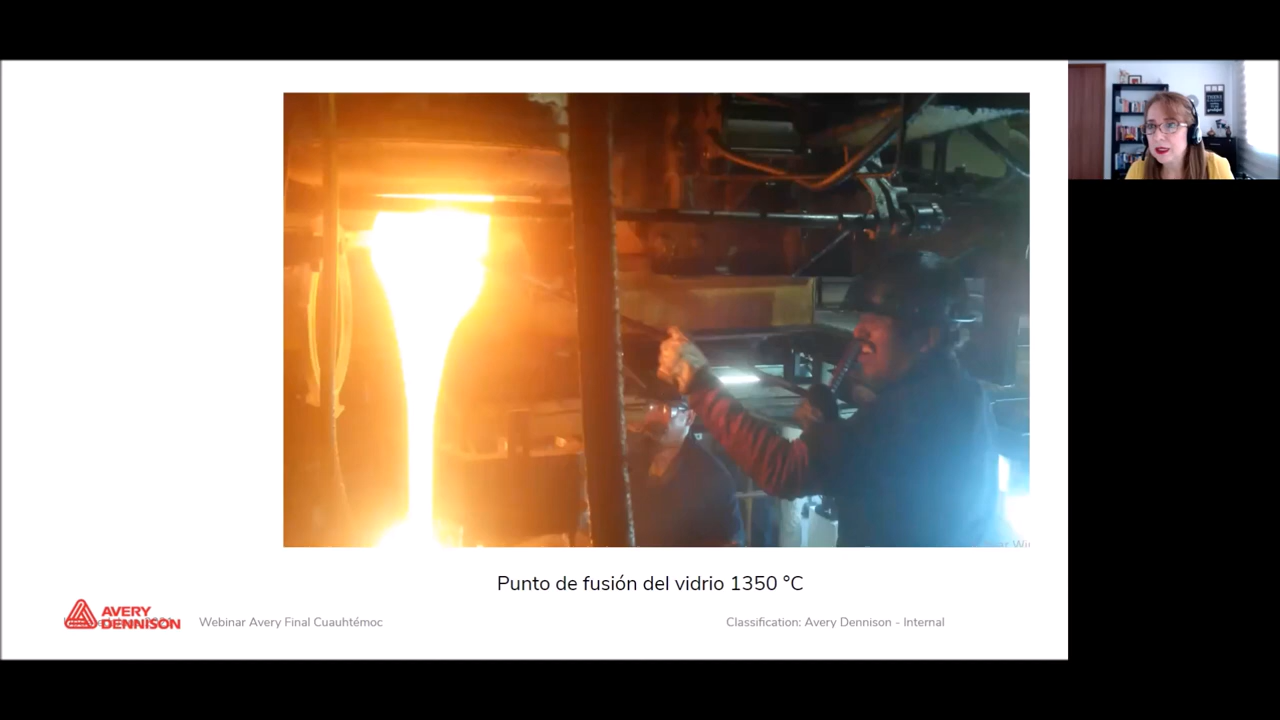 Punto de fusión del vidrio 1350 °C
AVERY
DENNISON
Webinar Avery Final Cuauhtémoc
Classification: Avery Dennison - Internal